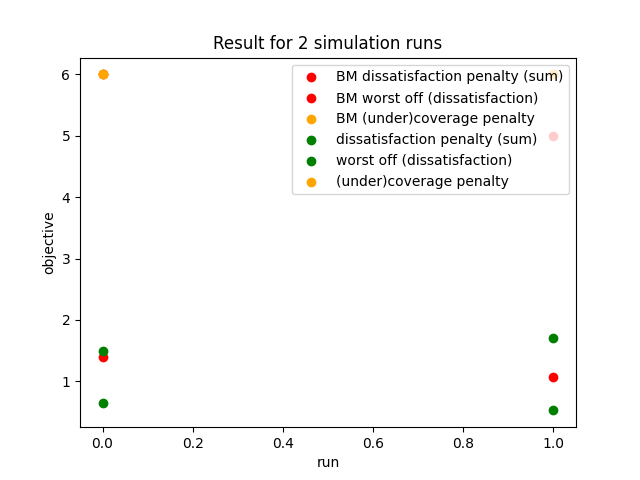 Result for 2 simulation runs
6
5
4
3
2
1
objective
BM dissatisfaction penalty (sum)
BM worst off (dissatisfaction)
BM (under)coverage penalty
dissatisfaction penalty (sum)
worst off (dissatisfaction)
(under)coverage penalty
0.0 0.2 0.4 0.6 0.8 1.0
run